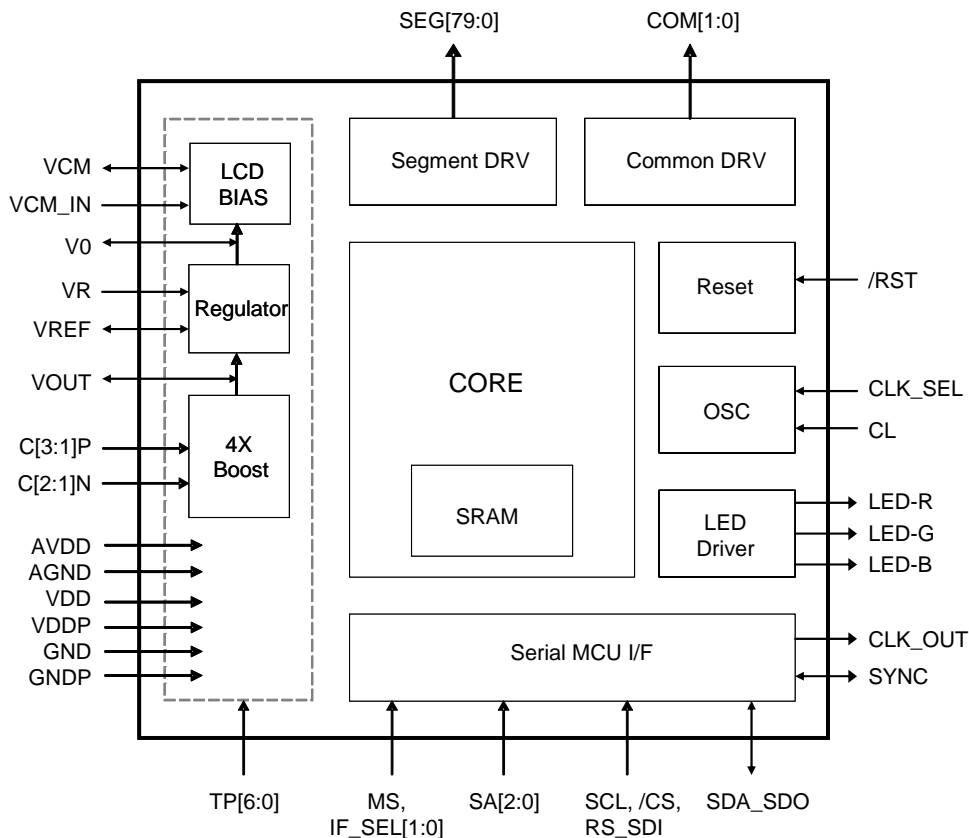 SEG[79:0]
COM[1:0]
Segment DRV
Common DRV
VCM
LCD
BIAS
VCM_IN
V0
VR
Regulator
VREF
VOUT
C[3:1]P
4X
Boost
C[2:1]N
AVDD
AGND
VDD
VDDP
GND
GNDP
CORE
SRAM
Reset
/RST
OSC
CLK_SEL
CL
LED
Driver
LED-R
LED-G
LED-B
Serial MCU I/F
CLK_OUT
SYNC
TP[6:0]
MS,
IF_SEL[1:0]
SA[2:0]
SCL, /CS,
RS_SDI
SDA_SDO